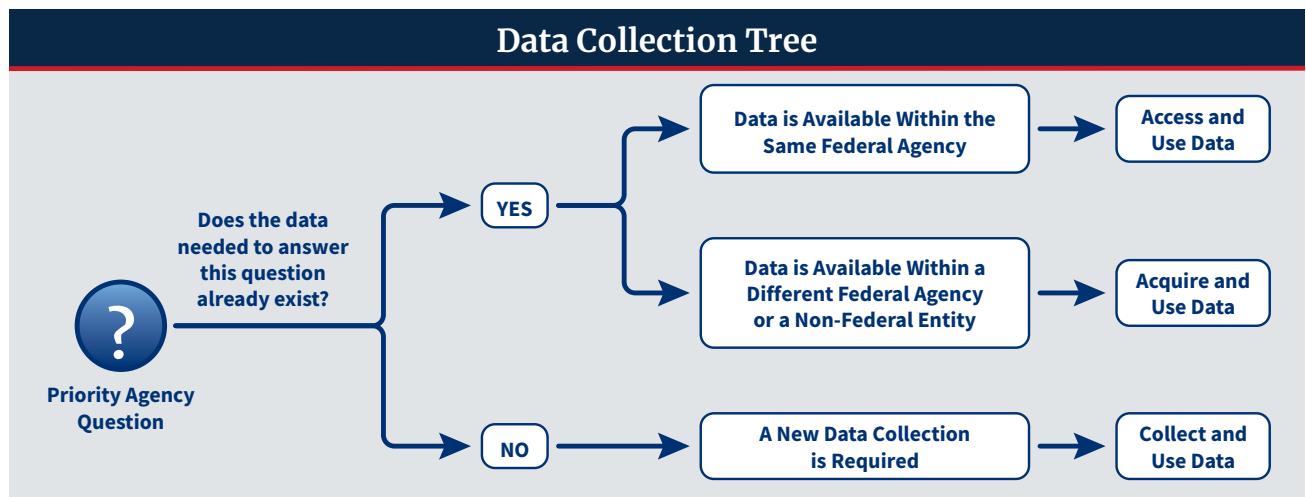 Data Collection Tree
?
Priority Agency
Question
Does the data
needed to answer
this question
already exist?
YES
Data is Available Within the
Same Federal Agency
Access and
Use Data
Data is Available Within a
Different Federal Agency
or a Non-Federal Entity
Acquire and
Use Data
NO
A New Data Collection
is Required
Collect and
Use Data